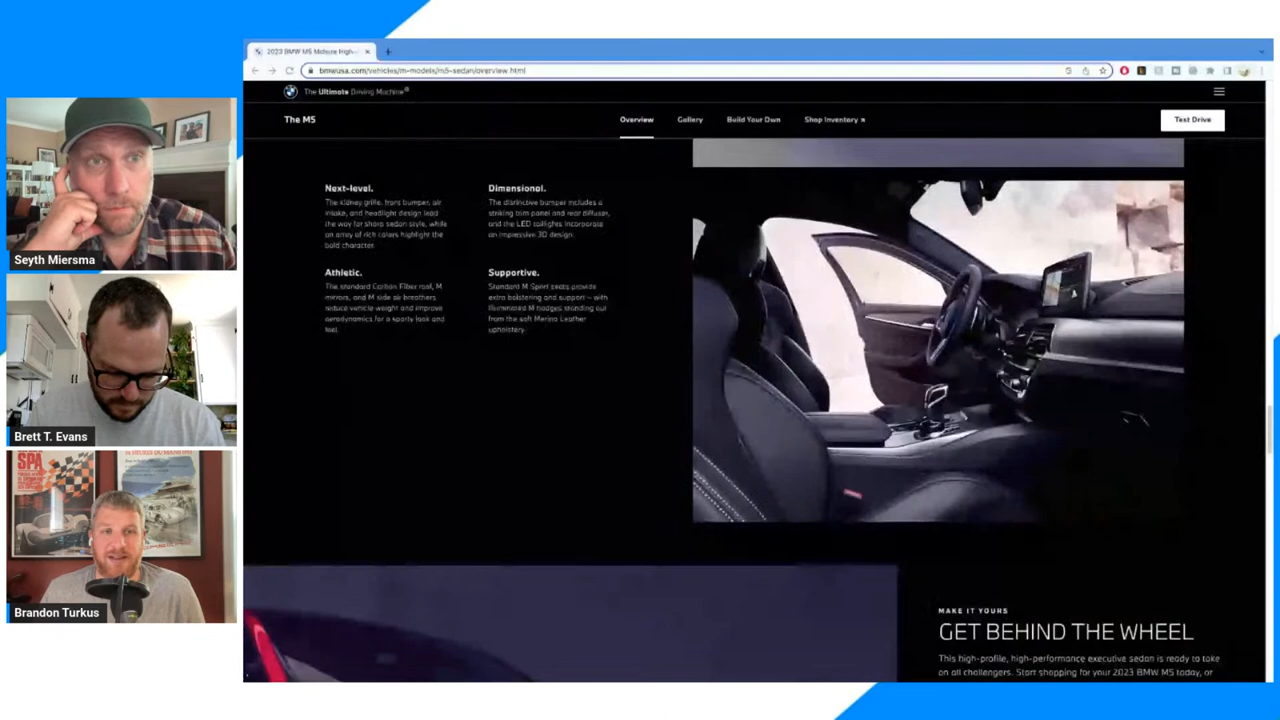 2023 BMW M5 Midsize High-
bmwusa.com/vehicles/m-models/m5-sedan/overview.html
The Ultimate Driving Machine®
The M5
Overview
Gallery
Build Your Own
Shop Inventory
Test Drive
Next-level.
The kidney grille, front bumper, air
intake, and headlight design lead
the way for sharp sedan style, while
an array of rich colors highlight the
bold character.
Dimensional.
The distinctive bumper includes a
striking trim panel and rear diffuser,
and the LED taillights incorporate
an impressive 3D design.
Athletic.
The standard Carbon Fiber roof, M
mirrors, and M side air breathers
reduce vehicle weight and improve
aerodynamics for a sporty look and
feel.
Supportive.
Standard M Sport seats provide
extra bolstering and support – with
illuminated M badges standing out
from the soft Merino Leather
upholstery.
MAKE IT YOURS
GET BEHIND THE WHEEL
This high-profile, high-performance executive sedan is ready to take
on all challengers. Start shopping for your 2023 BMW M5 today, or
Seyth Miersma
Brett T. Evans
SPA
Brandon Turkus